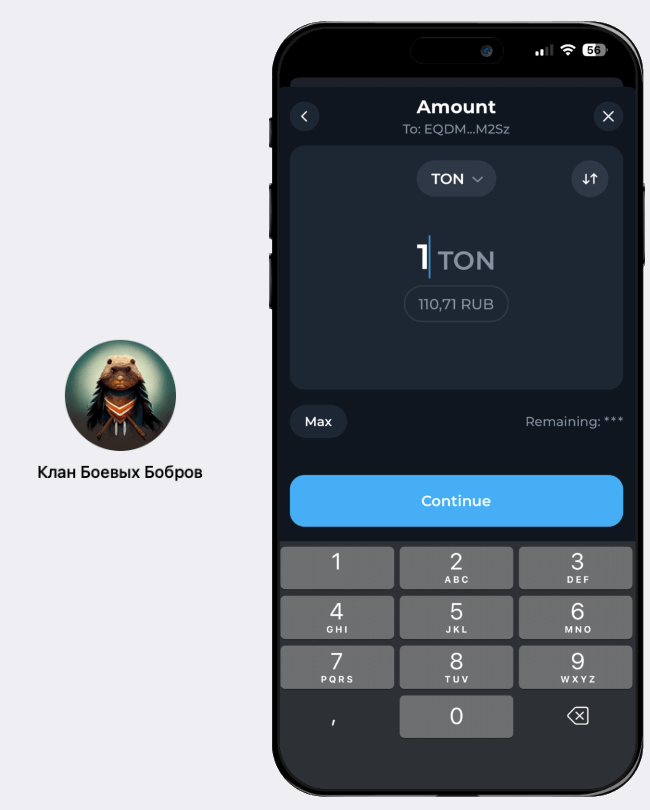 56
Amount
To: EQDM...M2Sz
TON
1 TON
110,71 RUB
Max
Remaining: ***
Клан Боевых Бобров
Continue
1
2
ABC
3
DEF
4
GHI
5
JKL
6
MNO
7
PQRS
8
TUV
9
WXYZ
,
0